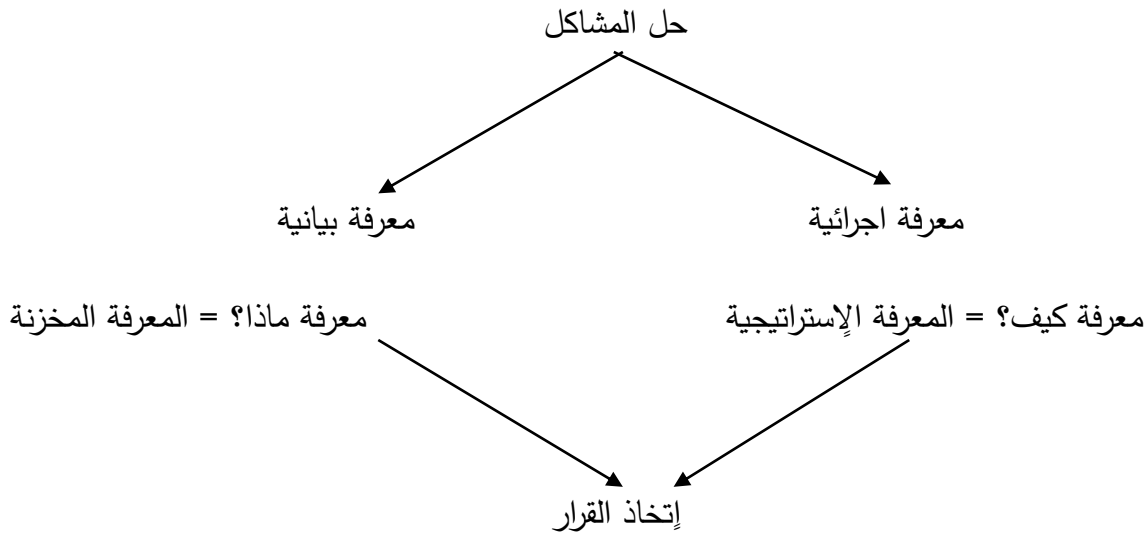 حل المشاكل
معرفة اجرائية
معرفة بيانية
معرفة كيف؟ = المعرفة الإستراتيجية
معرفة ماذا؟ = المعرفة المخزنة
إتخاذ القرار